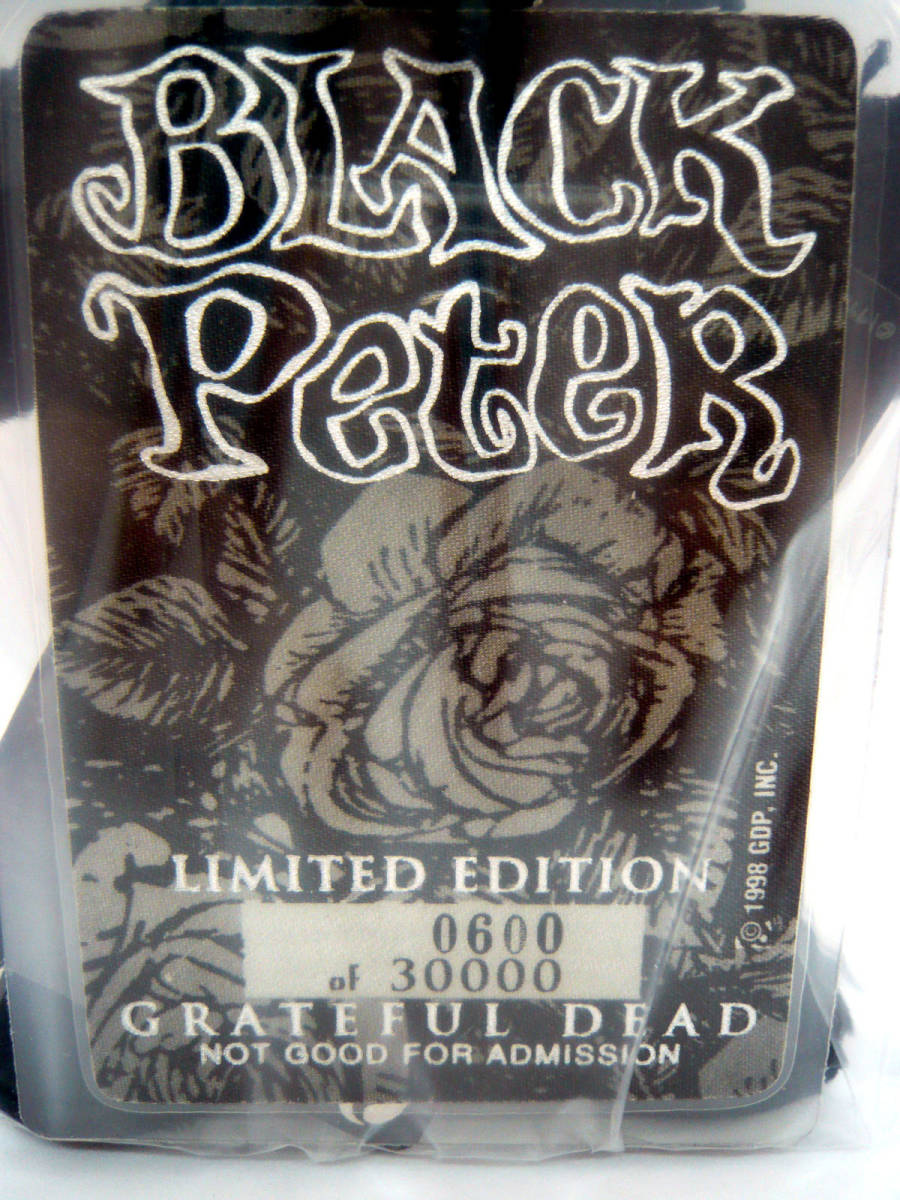 BLACK
PeteR
LIMITED EDITION
0600
oF 30000
GRATEFUL DEAD
NOT GOOD FOR ADMISSION
© 1998 GDP, INC.